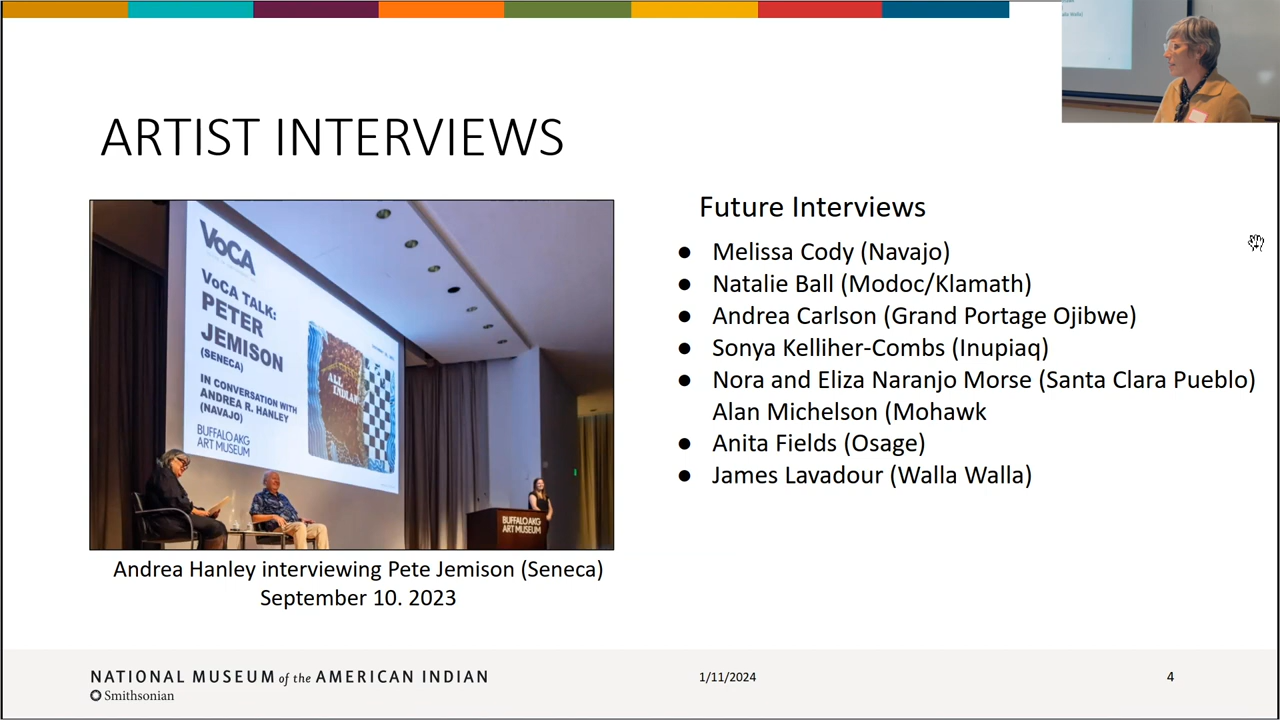 ARTIST INTERVIEWS
VoCA
VoCA TALK:
PETER
JEMISON
(SENECA)
IN CONVERSATION WITH
ANDREA R. HANLEY
(NAVAJO)
BUFFALO AKG
ART MUSEUM
ALL
INDIAN
BUFFALO AKG
ART MUSEUM
Andrea Hanley interviewing Pete Jemison (Seneca)
September 10. 2023
Future Interviews
● Melissa Cody (Navajo)
● Natalie Ball (Modoc/Klamath)
● Andrea Carlson (Grand Portage Ojibwe)
● Sonya Kelliher-Combs (Inupiaq)
● Nora and Eliza Naranjo Morse (Santa Clara Pueblo)
Alan Michelson (Mohawk
● Anita Fields (Osage)
● James Lavadour (Walla Walla)
NATIONAL MUSEUM of the AMERICAN INDIAN
Smithsonian
1/11/2024
4